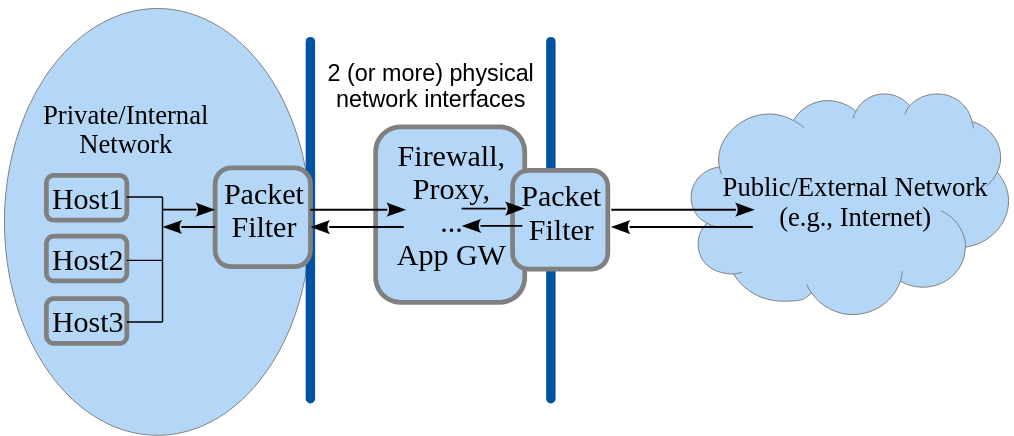 2 (or more) physical
network interfaces
Private/Internal
Network
Host1
Host2
Host3
Packet
Filter
Firewall,
Proxy,
...
App GW
Packet
Filter
Public/External Network
(e.g., Internet)